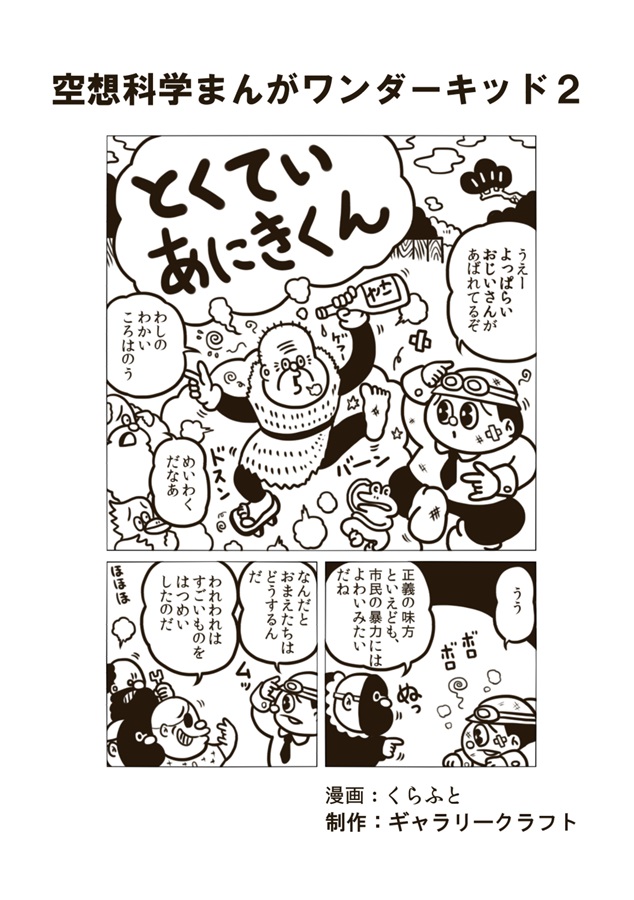 空想科学まんがワンダーキッド２
とくてい
あにきくん
うえー
よっぱらい
おじいさんが
あばれてるぞ
わしの
わかい
ころはのう
ゲフ
めいわく
だなあ
ドスン
バーン
うう
ボロ
ボロ
正義の味方
といえども、
市民の暴力には
よわいみたい
だね
ぬっ
なんだと
おまえたちは
どうするん
だ
ムッ
われわれは
すごいものを
はつめい
したのだ
ほほほ
漫画：くらふと
制作：ギャラリークラフト